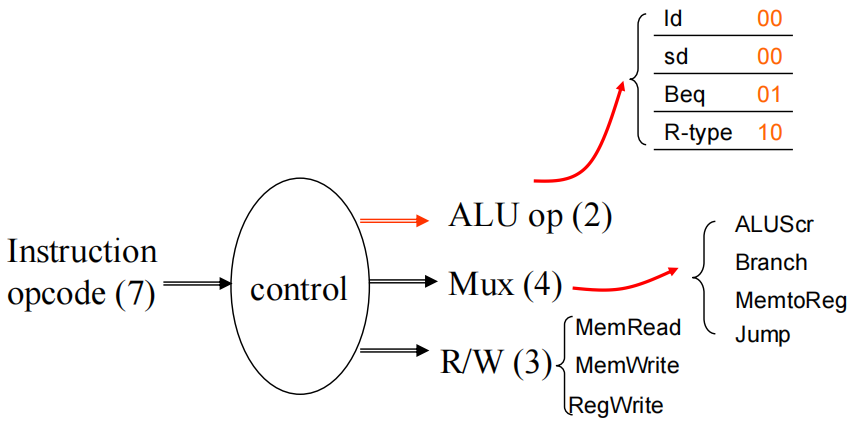 ld 00
sd 00
Beq 01
R-type 10
ALU op (2)
Instruction
opcode (7)
control
Mux (4)
ALUScr
Branch
MemtoReg
Jump
R/W (3)
MemRead
MemWrite
RegWrite